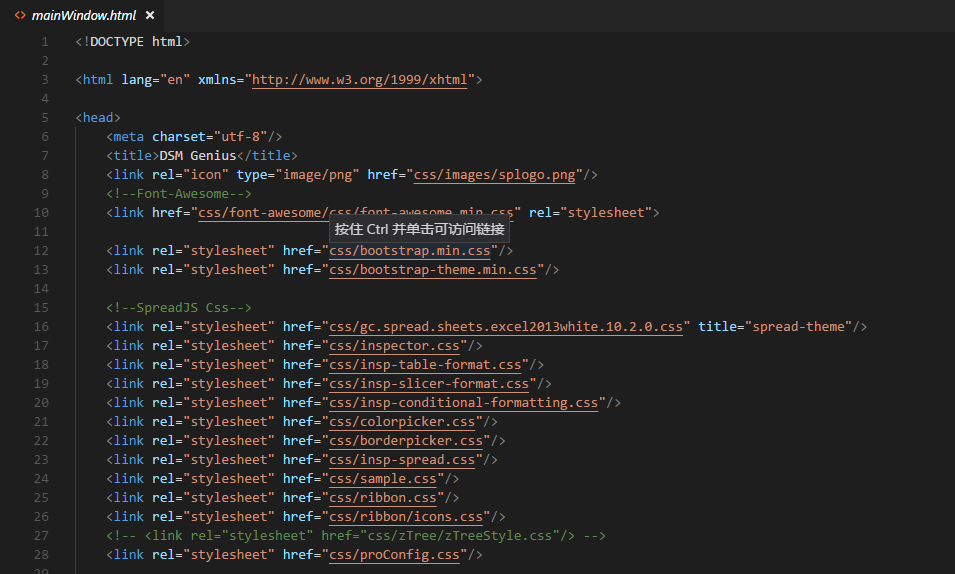 <> mainWindow.html ×
1 <!DOCTYPE html>
2
3 <html lang="en" xmlns="http://www.w3.org/1999/xhtml">
4
5 <head>
6 <meta charset="utf-8"/>
7 <title>DSM Genius</title>
8 <link rel="icon" type="image/png" href="css/images/splogo.png"/>
9 <!--Font-Awesome-->
10 <link href="css/font-awesome/css/font-awesome.min.css" rel="stylesheet">
11
按住 Ctrl 并单击可访问链接
12 <link rel="stylesheet" href="css/bootstrap.min.css"/>
13 <link rel="stylesheet" href="css/bootstrap-theme.min.css"/>
14
15 <!--SpreadJS Css-->
16 <link rel="stylesheet" href="css/gc.spread.sheets.excel2013white.10.2.0.css" title="spread-theme"/>
17 <link rel="stylesheet" href="css/inspector.css"/>
18 <link rel="stylesheet" href="css/insp-table-format.css"/>
19 <link rel="stylesheet" href="css/insp-slicer-format.css"/>
20 <link rel="stylesheet" href="css/insp-conditional-formatting.css"/>
21 <link rel="stylesheet" href="css/colorpicker.css"/>
22 <link rel="stylesheet" href="css/borderpicker.css"/>
23 <link rel="stylesheet" href="css/insp-spread.css"/>
24 <link rel="stylesheet" href="css/sample.css"/>
25 <link rel="stylesheet" href="css/ribbon.css"/>
26 <link rel="stylesheet" href="css/ribbon/icons.css"/>
27 <!-- <link rel="stylesheet" href="css/zTree/zTreeStyle.css"/> -->
28 <link rel="stylesheet" href="css/proConfig.css"/>
29